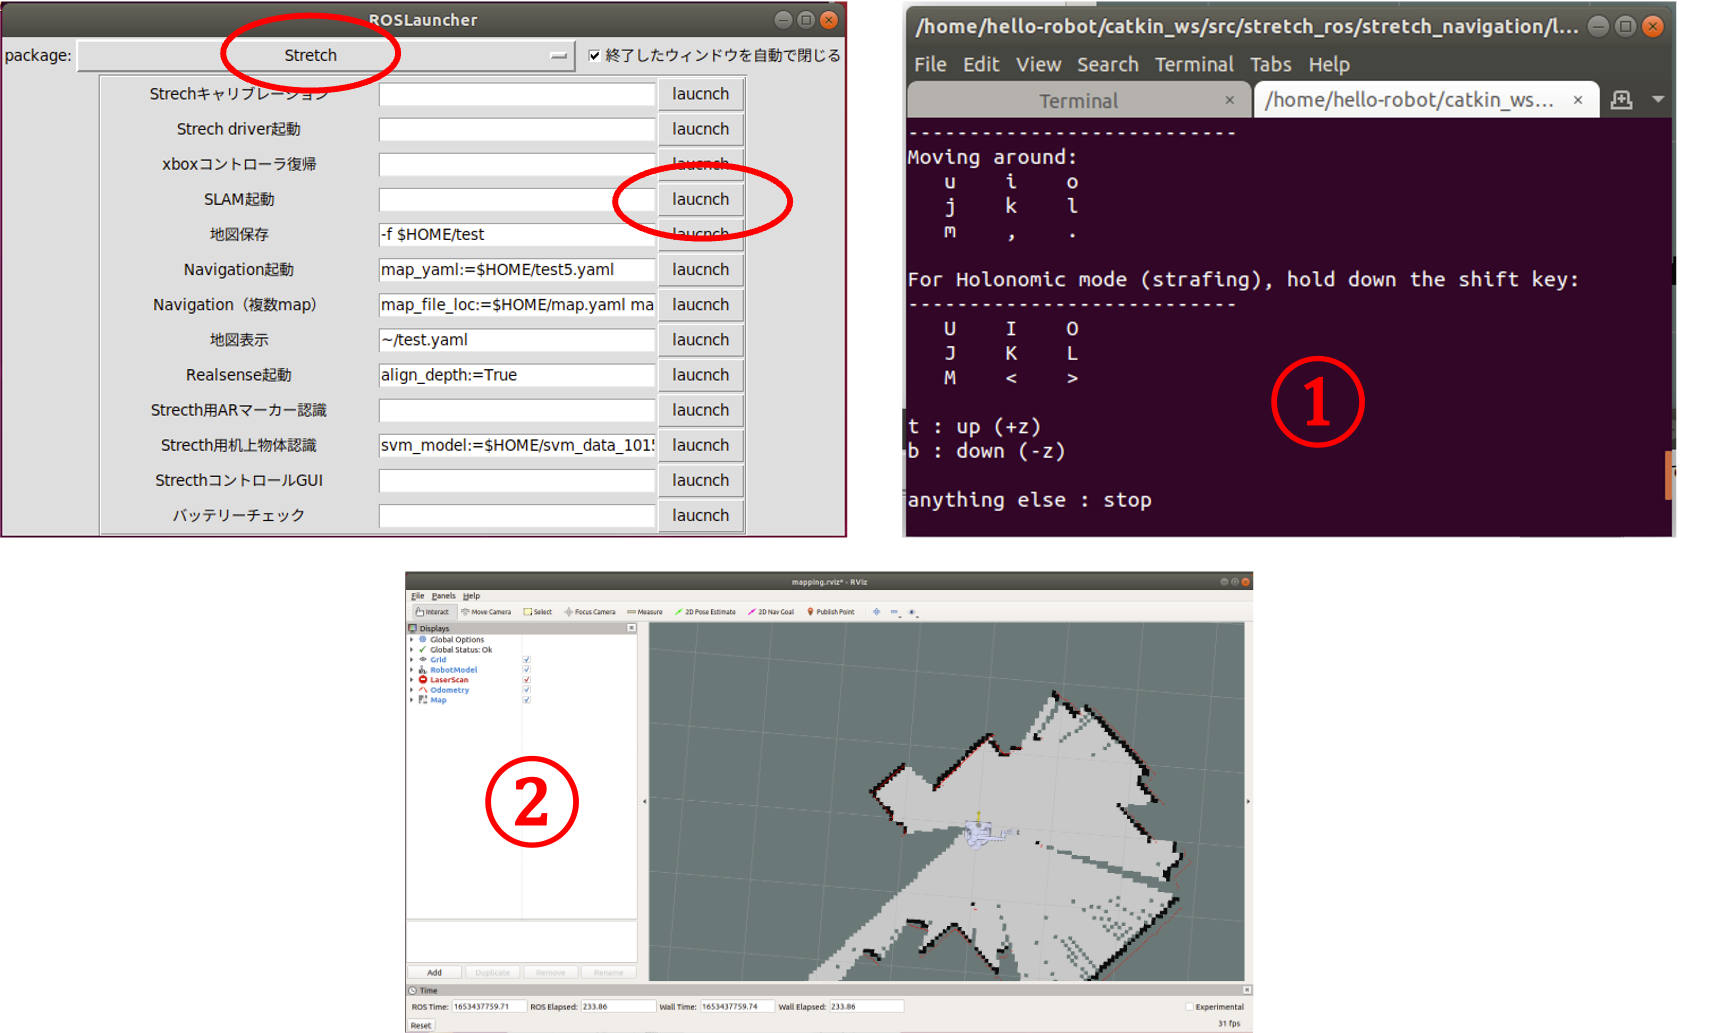 ROSLauncher
package: Stretch 終了したウィンドウを自動で閉じる
Strechキャリブレーション laucnch
Strech driver起動 laucnch
xboxコントローラ復帰 laucnch
SLAM起動 laucnch
地図保存 -f $HOME/test laucnch
Navigation起動 map_yaml:=$HOME/test5.yaml laucnch
Navigation（複数map） map_file_loc:=$HOME/map.yaml ma laucnch
地図表示 ~/test.yaml laucnch
Realsense起動 align_depth:=True laucnch
Strecth用ARマーカー認識 laucnch
Strecth用机上物体認識 svm_model:=$HOME/svm_data_1015 laucnch
StrecthコントロールGUI laucnch
バッテリーチェック laucnch
/home/hello-robot/catkin_ws/src/stretch_ros/stretch_navigation/l...
File Edit View Search Terminal Tabs Help
Terminal × /home/hello-robot/catkin_ws... ×
---------------------------
Moving around:
u i o
j k l
m , .
For Holonomic mode (strafing), hold down the shift key:
---------------------------
U I O
J K L
M < >
t : up (+z)
b : down (-z)
anything else : stop
①
mapping.rviz* - RViz
File Panels Help
Interact Move Camera Select Focus Camera Measure 2D Pose Estimate 2D Nav Goal Publish Point
Displays
Global Options
Global Status: Ok
Grid
RobotModel
LaserScan
Odometry
Map
②
Add Duplicate Remove Rename
Time
ROS Time: 1653437759.71 ROS Elapsed: 233.86 Wall Time: 1653437759.74 Wall Elapsed: 233.86 Experimental
Reset 31 fps